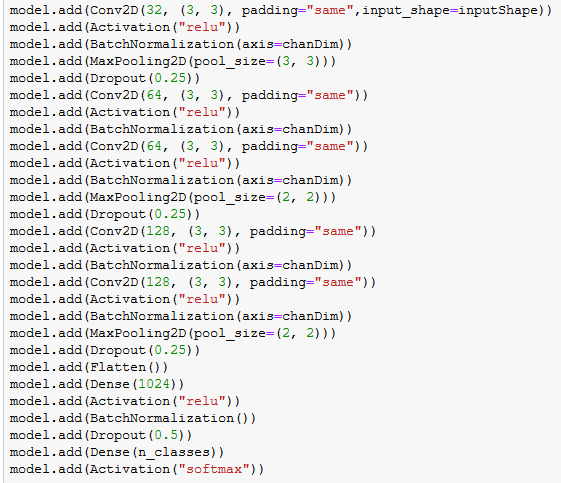 model.add(Conv2D(32, (3, 3), padding="same",input_shape=inputShape))
model.add(Activation("relu"))
model.add(BatchNormalization(axis=chanDim))
model.add(MaxPooling2D(pool_size=(3, 3)))
model.add(Dropout(0.25))
model.add(Conv2D(64, (3, 3), padding="same"))
model.add(Activation("relu"))
model.add(BatchNormalization(axis=chanDim))
model.add(Conv2D(64, (3, 3), padding="same"))
model.add(Activation("relu"))
model.add(BatchNormalization(axis=chanDim))
model.add(MaxPooling2D(pool_size=(2, 2)))
model.add(Dropout(0.25))
model.add(Conv2D(128, (3, 3), padding="same"))
model.add(Activation("relu"))
model.add(BatchNormalization(axis=chanDim))
model.add(Conv2D(128, (3, 3), padding="same"))
model.add(Activation("relu"))
model.add(BatchNormalization(axis=chanDim))
model.add(MaxPooling2D(pool_size=(2, 2)))
model.add(Dropout(0.25))
model.add(Flatten())
model.add(Dense(1024))
model.add(Activation("relu"))
model.add(BatchNormalization())
model.add(Dropout(0.5))
model.add(Dense(n_classes))
model.add(Activation("softmax"))